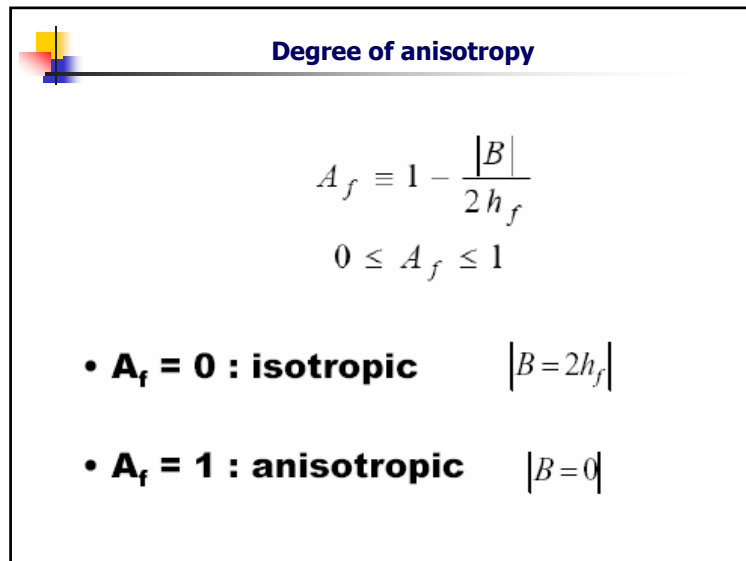 Degree of anisotropy
A_f ≡ 1 − |B| / 2h_f
0 ≤ A_f ≤ 1
• A_f = 0 : isotropic |B = 2h_f|
• A_f = 1 : anisotropic |B = 0|